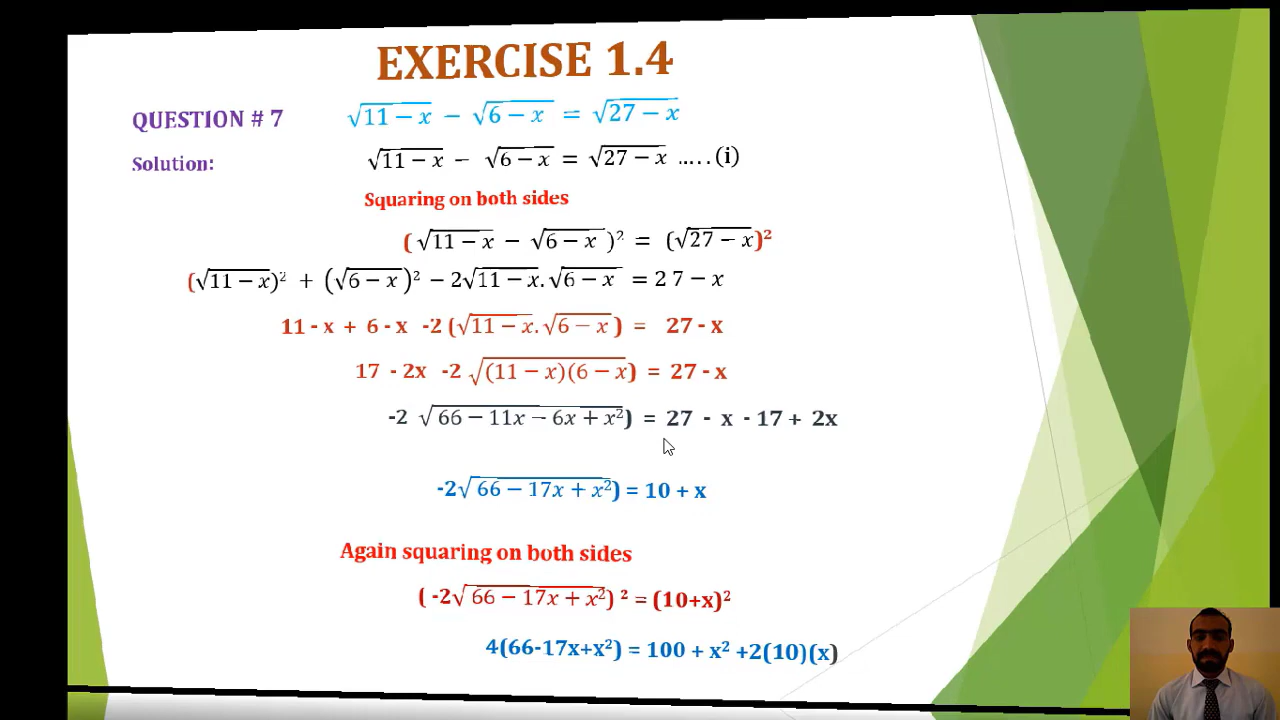 EXERCISE 1.4
QUESTION # 7 √11 − x − √6 − x = √27 − x
Solution: √11 − x − √6 − x = √27 − x .....(i)
Squaring on both sides
( √11 − x − √6 − x )² = (√27 − x)²
(√11 − x)² + (√6 − x )² − 2√11 − x.√6 − x = 2 7 − x
11 - x + 6 - x -2 (√11 − x.√6 − x) = 27 - x
17 - 2x -2 √(11 − x)(6 − x) = 27 - x
-2 √66 − 11x − 6x + x²) = 27 - x - 17 + 2x
-2√66 − 17x + x²) = 10 + x
Again squaring on both sides
( -2√66 − 17x + x²) ² = (10+x)²
4(66-17x+x²) = 100 + x² +2(10)(x)